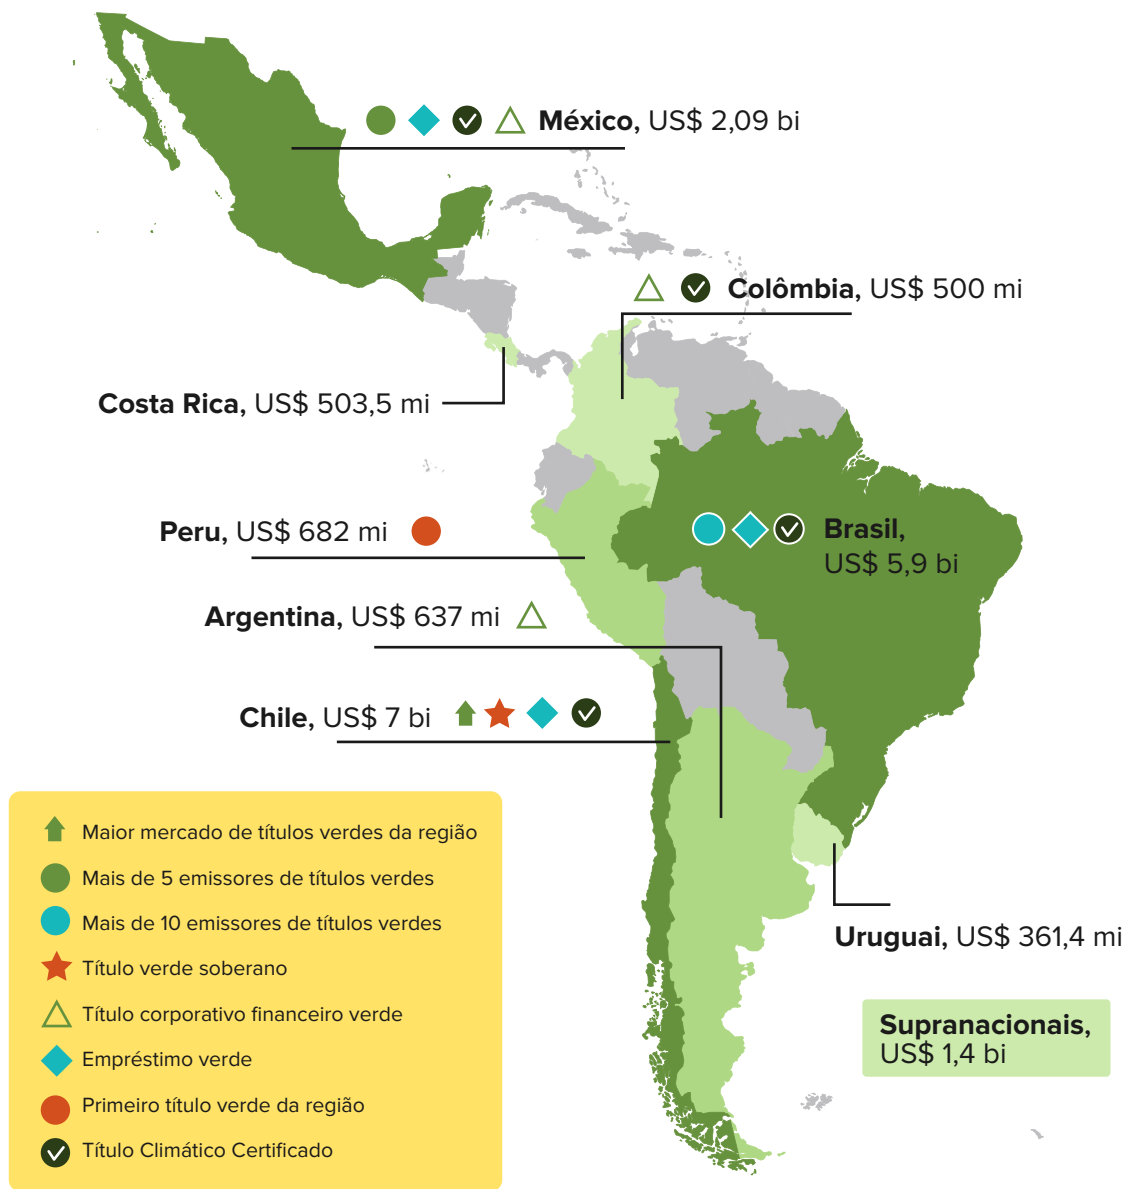 México, US$ 2,09 bi
Colômbia, US$ 500 mi
Costa Rica, US$ 503,5 mi
Peru, US$ 682 mi
Brasil,
US$ 5,9 bi
Argentina, US$ 637 mi
Chile, US$ 7 bi
Maior mercado de títulos verdes da região
Mais de 5 emissores de títulos verdes
Mais de 10 emissores de títulos verdes
Título verde soberano
Título corporativo financeiro verde
Empréstimo verde
Primeiro título verde da região
Título Climático Certificado
Uruguai, US$ 361,4 mi
Supranacionais,
US$ 1,4 bi